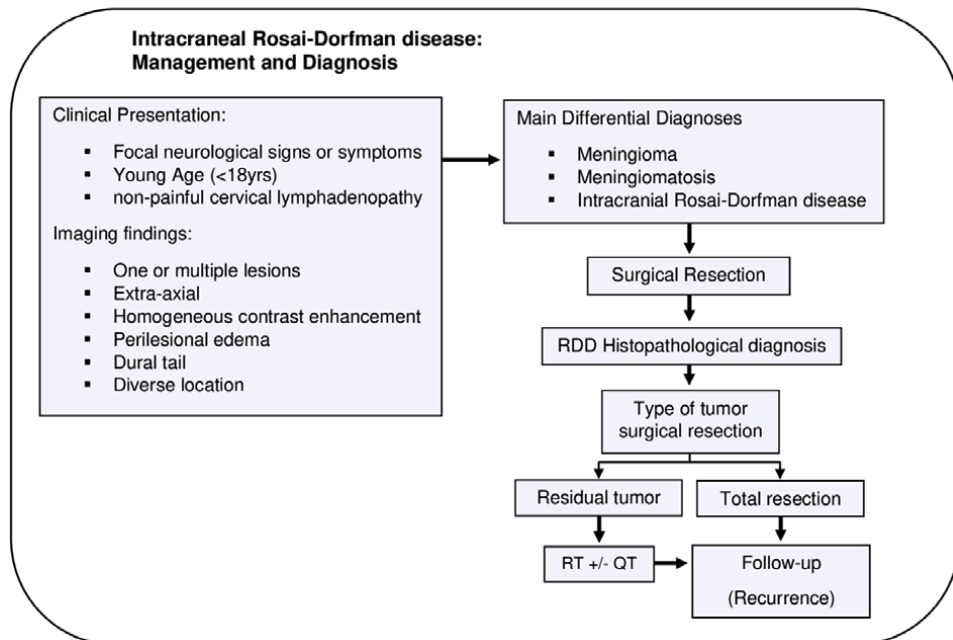 Intracraneal Rosai-Dorfman disease:
Management and Diagnosis
Clinical Presentation:
▪ Focal neurological signs or symptoms
▪ Young Age (<18yrs)
▪ non-painful cervical lymphadenopathy
Imaging findings:
▪ One or multiple lesions
▪ Extra-axial
▪ Homogeneous contrast enhancement
▪ Perilesional edema
▪ Dural tail
▪ Diverse location
Main Differential Diagnoses
▪ Meningioma
▪ Meningiomatosis
▪ Intracranial Rosai-Dorfman disease
Surgical Resection
RDD Histopathological diagnosis
Type of tumor
surgical resection
Residual tumor
Total resection
RT +/- QT
Follow-up
(Recurrence)